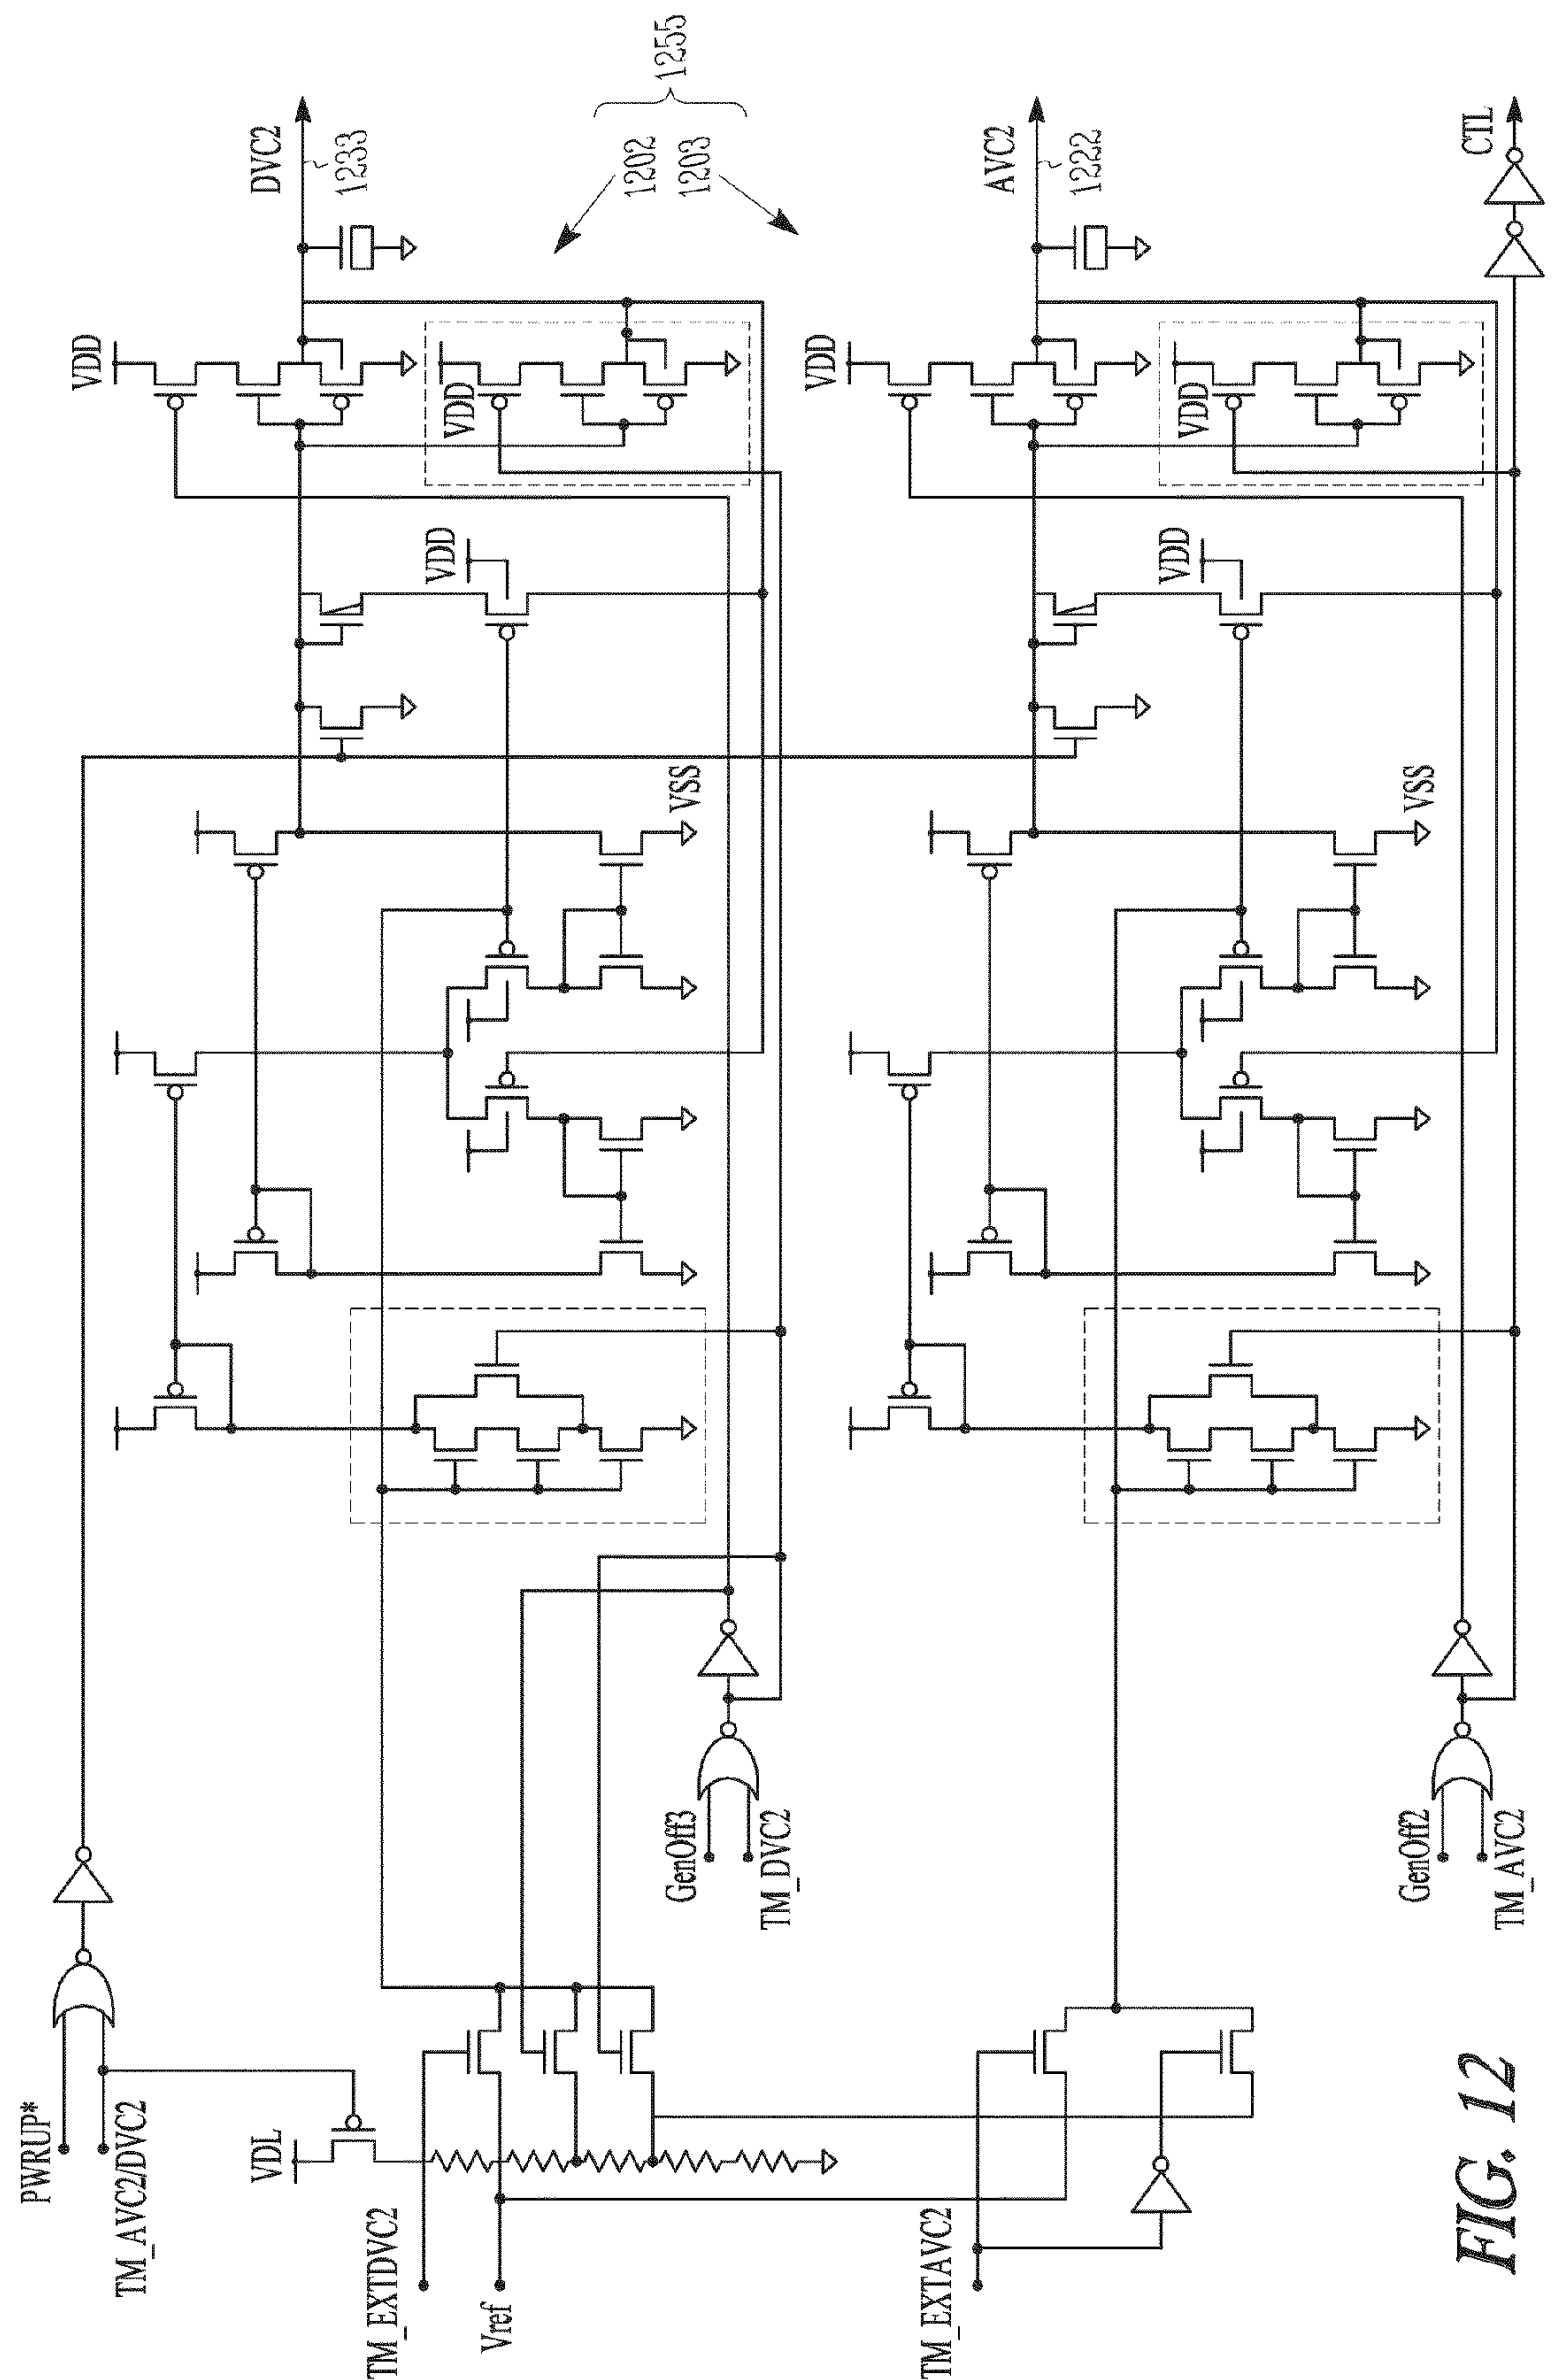 PWRUP*
TM_AVC2/DVC2
VDL
TM_EXTDVC2
Vref
TM_EXTAVC2
GenOff3
TM_DVC2
GenOff2
TM_AVC2
VSS
VSS
VDD
VDD
VDD
VDD
VDD
VDD
DVC2
1233
1202
1203
1255
AVC2
1222
CTL
FIG. 12